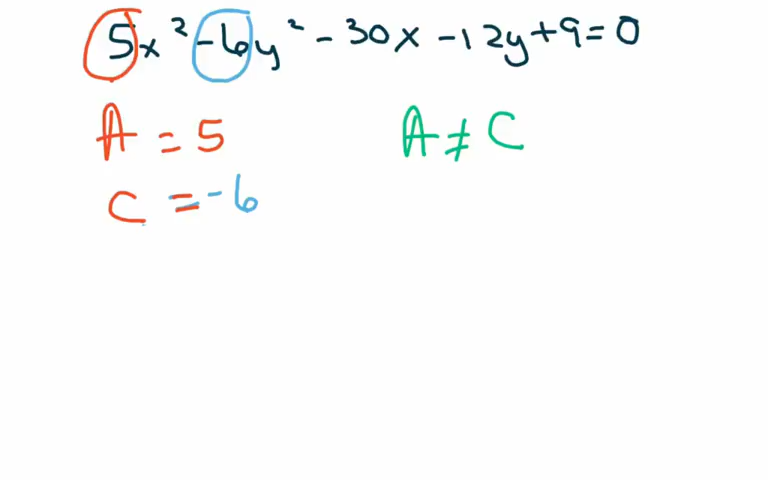 5x² - 6y² - 30x - 12y + 9 = 0
A = 5
A ≠ C
C = -6